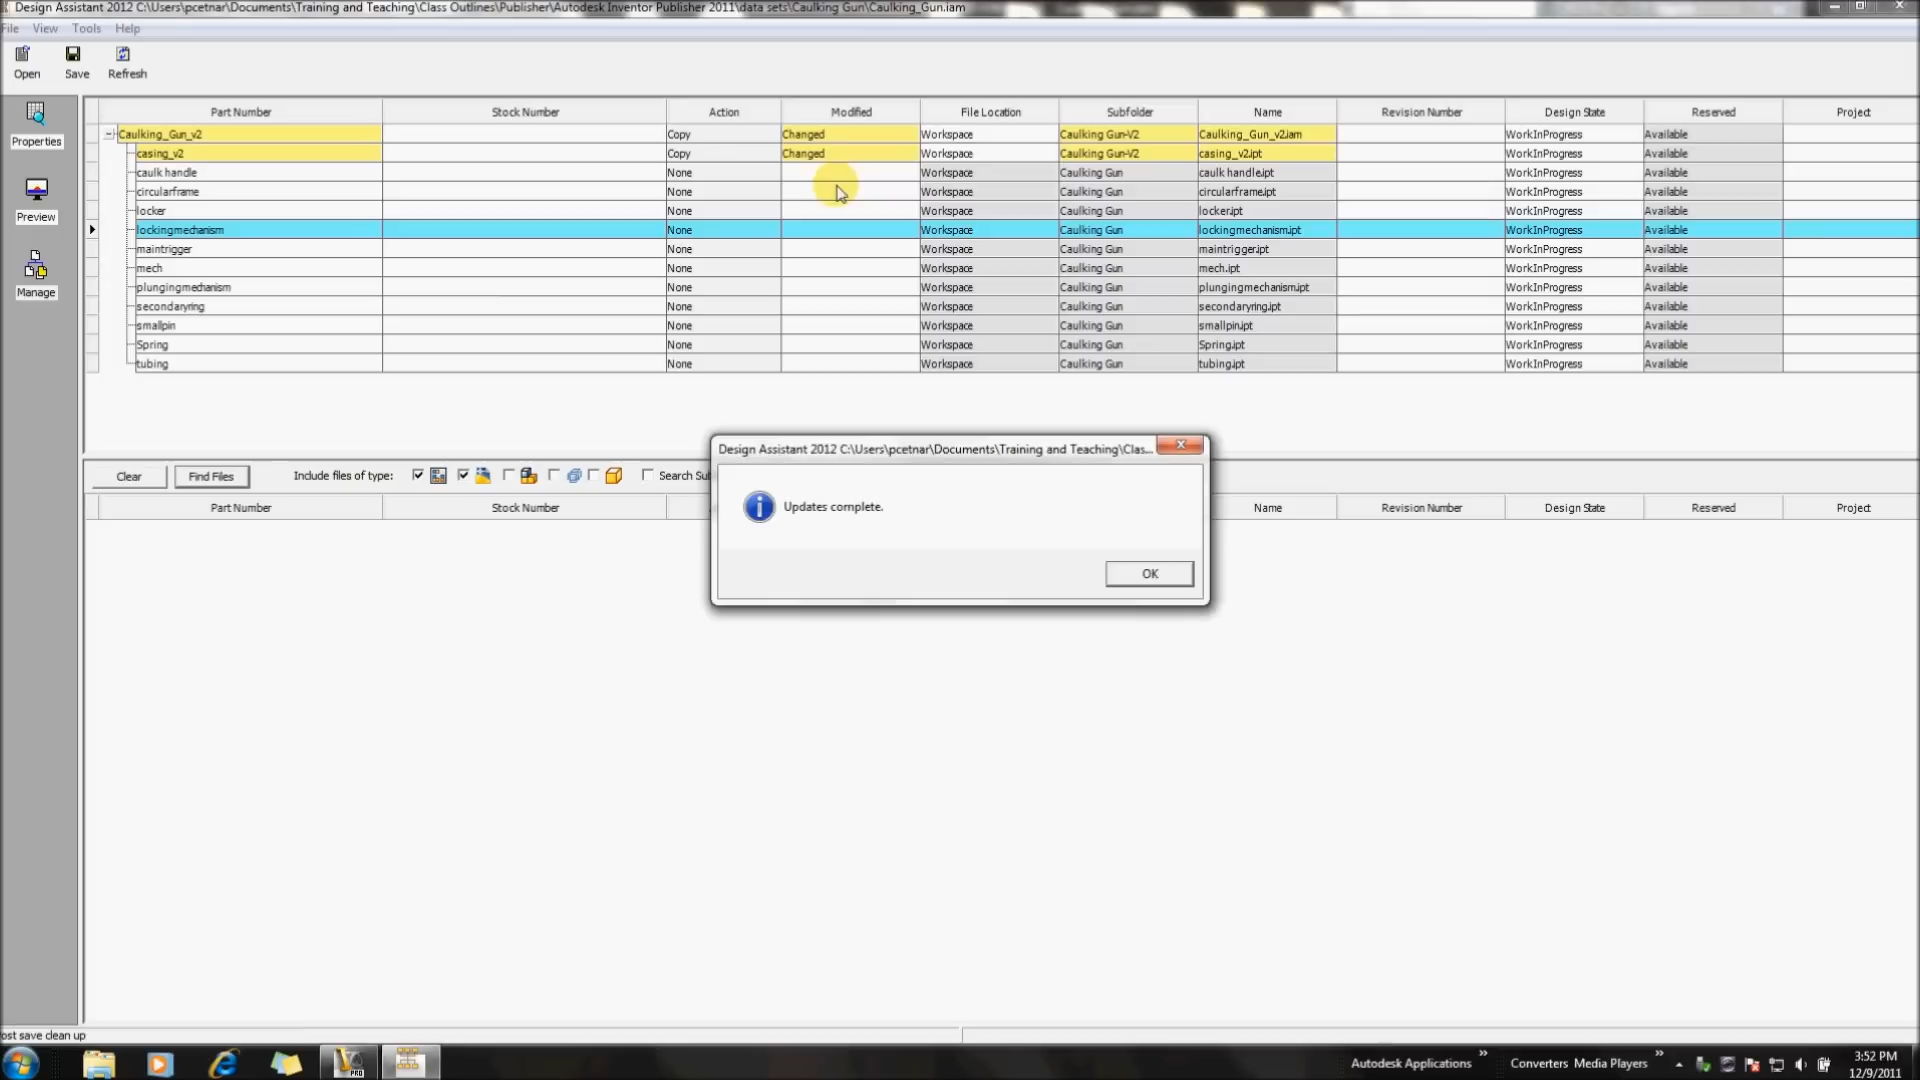 Design Assistant 2012 C:\Users\pcetnar\Documents\Training and Teaching\Class Outlines\Publisher\Autodesk Inventor Publisher 2011\data sets\Caulking Gun\Caulking_Gun.iam
File View Tools Help
Open Save Refresh
Part Number Stock Number Action Modified File Location Subfolder Name Revision Number Design State Reserved Project
Caulking_Gun_v2 Copy Changed Workspace Caulking Gun-V2 Caulking_Gun_v2.iam WorkInProgress Available
Properties
casing_v2 Copy Changed Workspace Caulking Gun-V2 casing_v2.ipt WorkInProgress Available
caulk handle None Workspace Caulking Gun caulk handle.ipt WorkInProgress Available
circularframe None Workspace Caulking Gun circularframe.ipt WorkInProgress Available
locker None Workspace Caulking Gun locker.ipt WorkInProgress Available
Preview
lockingmechanism None Workspace Caulking Gun lockingmechanism.ipt WorkInProgress Available
maintrigger None Workspace Caulking Gun maintrigger.ipt WorkInProgress Available
mech None Workspace Caulking Gun mech.ipt WorkInProgress Available
plungingmechanism None Workspace Caulking Gun plungingmechanism.ipt WorkInProgress Available
Manage
secondaryring None Workspace Caulking Gun secondaryring.ipt WorkInProgress Available
smallpin None Workspace Caulking Gun smallpin.ipt WorkInProgress Available
Spring None Workspace Caulking Gun Spring.ipt WorkInProgress Available
tubing None Workspace Caulking Gun tubing.ipt WorkInProgress Available
Design Assistant 2012 C:\Users\pcetnar\Documents\Training and Teaching\Clas...
Clear Find Files Include files of type: Search Sub
Updates complete.
Part Number Stock Number Name Revision Number Design State Reserved Project
OK
ost save clean up
PRO
Autodesk Applications » Converters Media Players » 3:52 PM
12/9/2011